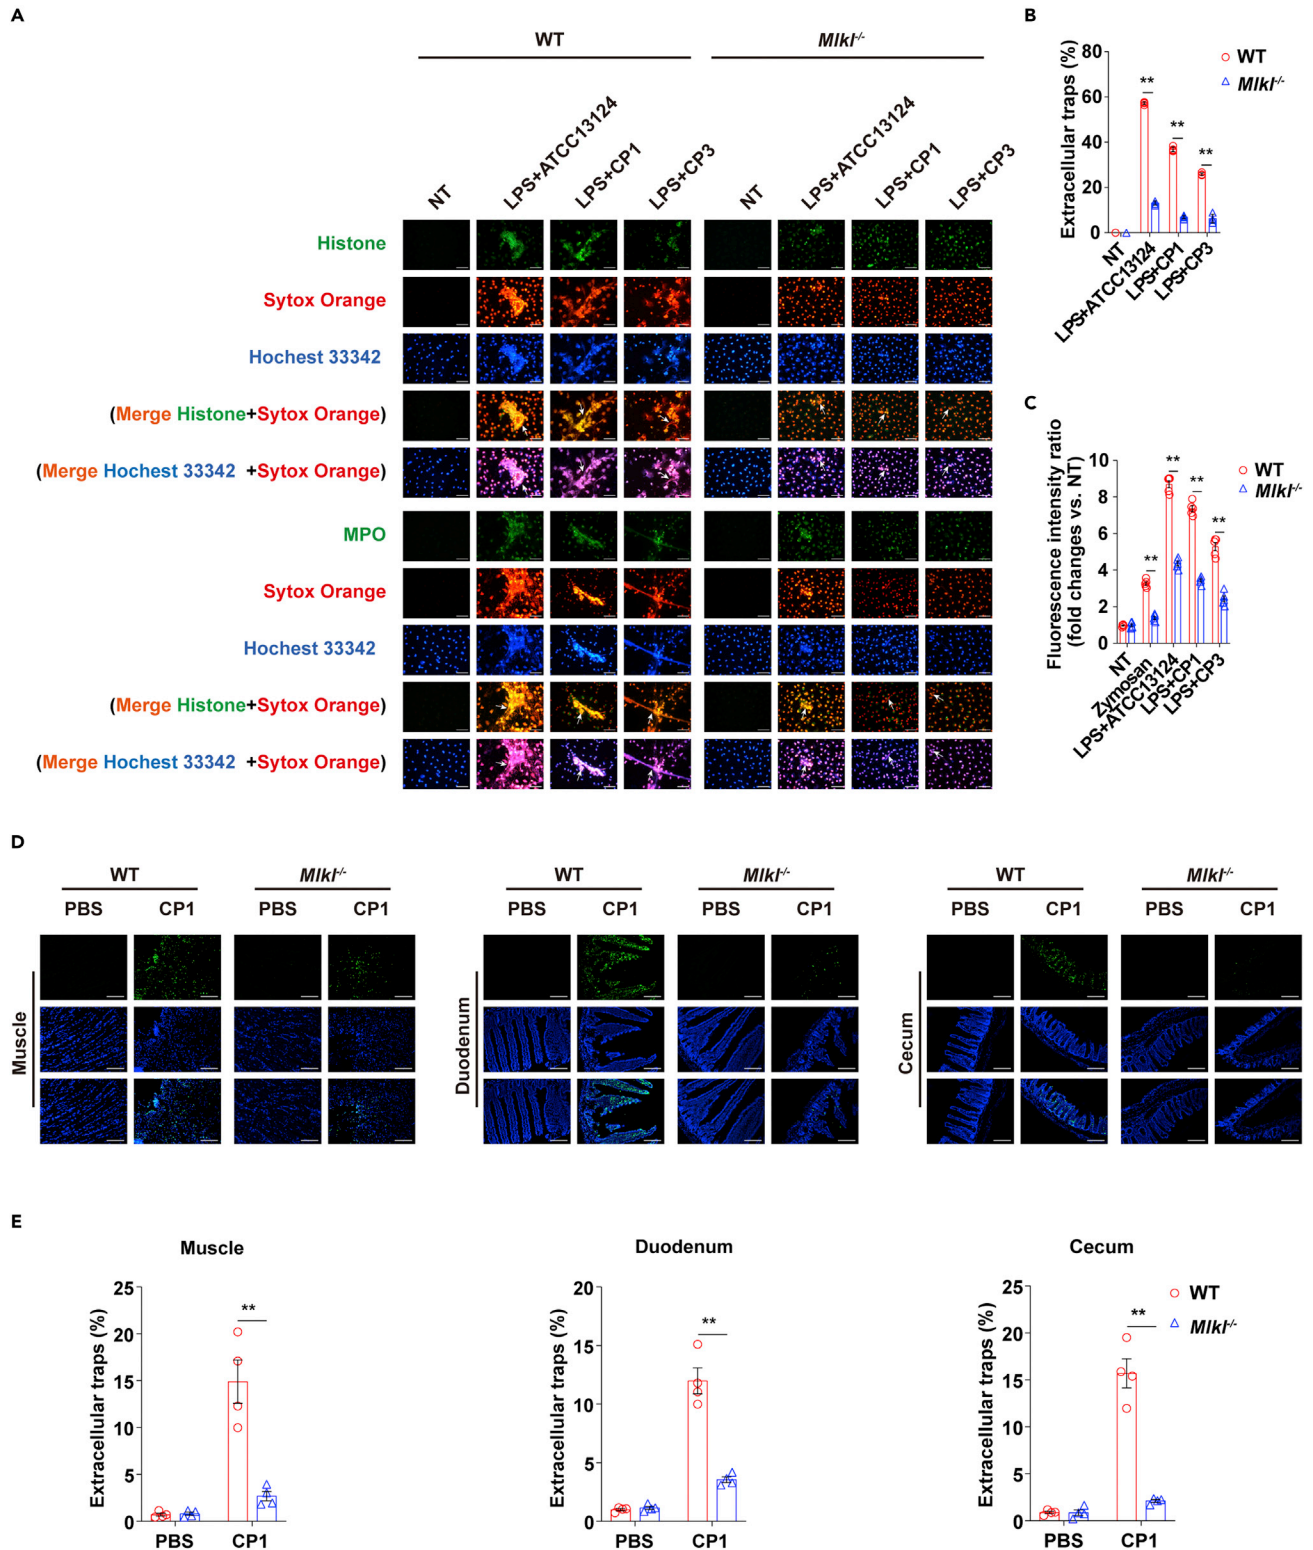 A
WT
Mlkl-/-
NT
LPS+ATCC13124
LPS+CP1
LPS+CP3
NT
LPS+ATCC13124
LPS+CP1
LPS+CP3
Histone
Sytox Orange
Hochest 33342
(Merge Histone+Sytox Orange)
(Merge Hochest 33342 +Sytox Orange)
MPO
Sytox Orange
Hochest 33342
(Merge Histone+Sytox Orange)
(Merge Hochest 33342 +Sytox Orange)
B
Extracellular traps (%)
80
60
40
20
0
**
**
**
WT
Mlkl-/-
NT
LPS+ATCC13124
LPS+CP1
LPS+CP3
C
Fluorescence intensity ratio
(fold changes vs. NT)
10
8
6
4
2
0
**
**
**
**
WT
Mlkl-/-
NT
Zymosan
LPS+ATCC13124
LPS+CP1
LPS+CP3
D
WT
Mlkl-/-
PBS
CP1
PBS
CP1
Muscle
WT
Mlkl-/-
PBS
CP1
PBS
CP1
Duodenum
WT
Mlkl-/-
PBS
CP1
PBS
CP1
Cecum
E
Muscle
Extracellular traps (%)
25
20
15
10
5
0
**
PBS
CP1
Duodenum
Extracellular traps (%)
20
15
10
5
0
**
PBS
CP1
Cecum
Extracellular traps (%)
25
20
15
10
5
0
**
PBS
CP1
WT
Mlkl-/-